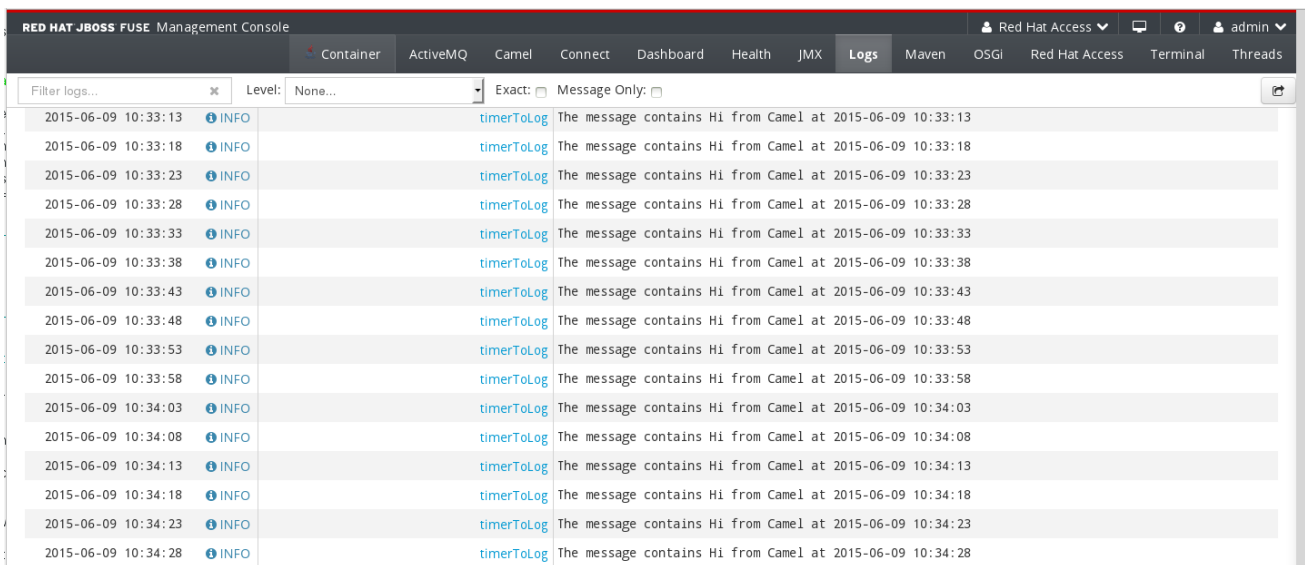 RED HAT JBOSS FUSE Management Console Red Hat Access admin
Container ActiveMQ Camel Connect Dashboard Health JMX Logs Maven OSGi Red Hat Access Terminal Threads
Filter logs... Level: None... Exact: Message Only:
2015-06-09 10:33:13 INFO timerToLog The message contains Hi from Camel at 2015-06-09 10:33:13
2015-06-09 10:33:18 INFO timerToLog The message contains Hi from Camel at 2015-06-09 10:33:18
2015-06-09 10:33:23 INFO timerToLog The message contains Hi from Camel at 2015-06-09 10:33:23
2015-06-09 10:33:28 INFO timerToLog The message contains Hi from Camel at 2015-06-09 10:33:28
2015-06-09 10:33:33 INFO timerToLog The message contains Hi from Camel at 2015-06-09 10:33:33
2015-06-09 10:33:38 INFO timerToLog The message contains Hi from Camel at 2015-06-09 10:33:38
2015-06-09 10:33:43 INFO timerToLog The message contains Hi from Camel at 2015-06-09 10:33:43
2015-06-09 10:33:48 INFO timerToLog The message contains Hi from Camel at 2015-06-09 10:33:48
2015-06-09 10:33:53 INFO timerToLog The message contains Hi from Camel at 2015-06-09 10:33:53
2015-06-09 10:33:58 INFO timerToLog The message contains Hi from Camel at 2015-06-09 10:33:58
2015-06-09 10:34:03 INFO timerToLog The message contains Hi from Camel at 2015-06-09 10:34:03
2015-06-09 10:34:08 INFO timerToLog The message contains Hi from Camel at 2015-06-09 10:34:08
2015-06-09 10:34:13 INFO timerToLog The message contains Hi from Camel at 2015-06-09 10:34:13
2015-06-09 10:34:18 INFO timerToLog The message contains Hi from Camel at 2015-06-09 10:34:18
2015-06-09 10:34:23 INFO timerToLog The message contains Hi from Camel at 2015-06-09 10:34:23
2015-06-09 10:34:28 INFO timerToLog The message contains Hi from Camel at 2015-06-09 10:34:28